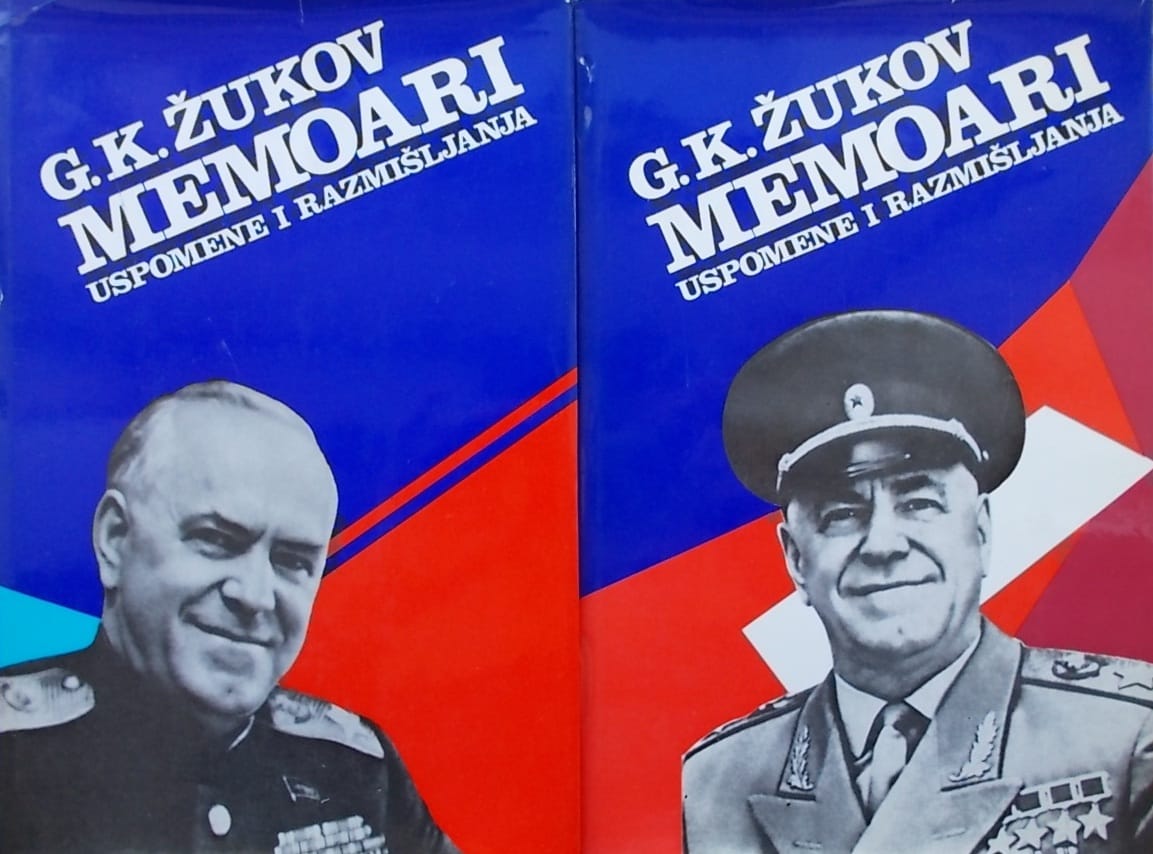 G.K. ŽUKOV
MEMOARI
USPOMENE I RAZMIŠLJANJA
G.K. ŽUKOV
MEMOARI
USPOMENE I RAZMIŠLJANJA